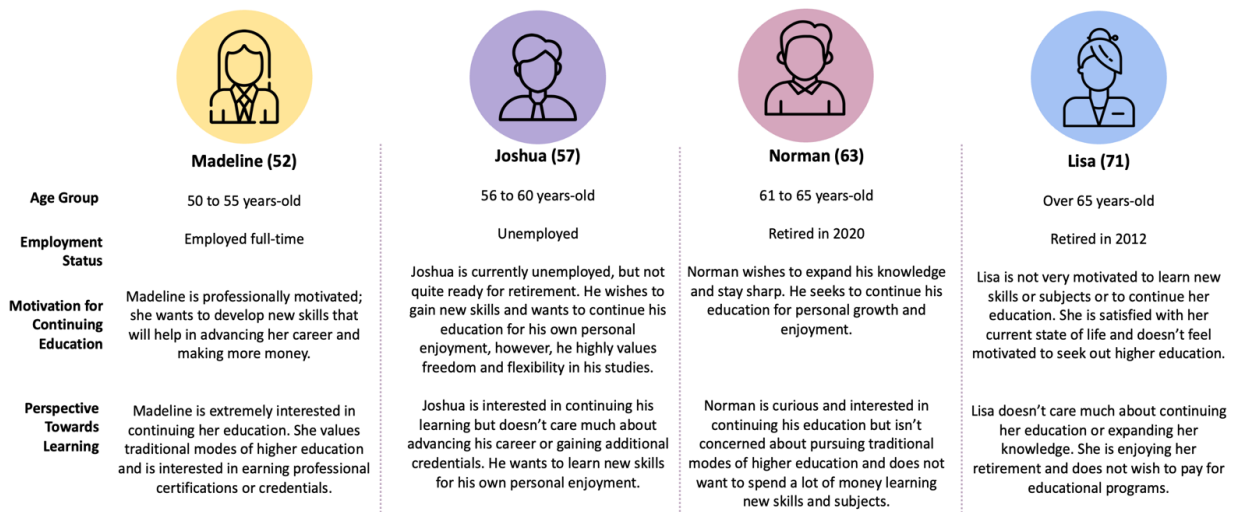 Madeline (52)
Joshua (57)
Norman (63)
Lisa (71)
Age Group
50 to 55 years-old
56 to 60 years-old
61 to 65 years-old
Over 65 years-old
Employment
Status
Employed full-time
Unemployed
Retired in 2020
Retired in 2012
Motivation for
Continuing
Education
Madeline is professionally motivated;
she wants to develop new skills that
will help in advancing her career and
making more money.
Joshua is currently unemployed, but not
quite ready for retirement. He wishes to
gain new skills and wants to continue his
education for his own personal
enjoyment, however, he highly values
freedom and flexibility in his studies.
Norman wishes to expand his knowledge
and stay sharp. He seeks to continue his
education for personal growth and
enjoyment.
Lisa is not very motivated to learn new
skills or subjects or to continue her
education. She is satisfied with her
current state of life and doesn't feel
motivated to seek out higher education.
Perspective
Towards
Learning
Madeline is extremely interested in
continuing her education. She values
traditional modes of higher education
and is interested in earning professional
certifications or credentials.
Joshua is interested in continuing his
learning but doesn't care much about
advancing his career or gaining additional
credentials. He wants to learn new skills
for his own personal enjoyment.
Norman is curious and interested in
continuing his education but isn't
concerned about pursuing traditional
modes of higher education and does not
want to spend a lot of money learning
new skills and subjects.
Lisa doesn't care much about continuing
her education or expanding her
knowledge. She is enjoying her
retirement and does not wish to pay for
educational programs.